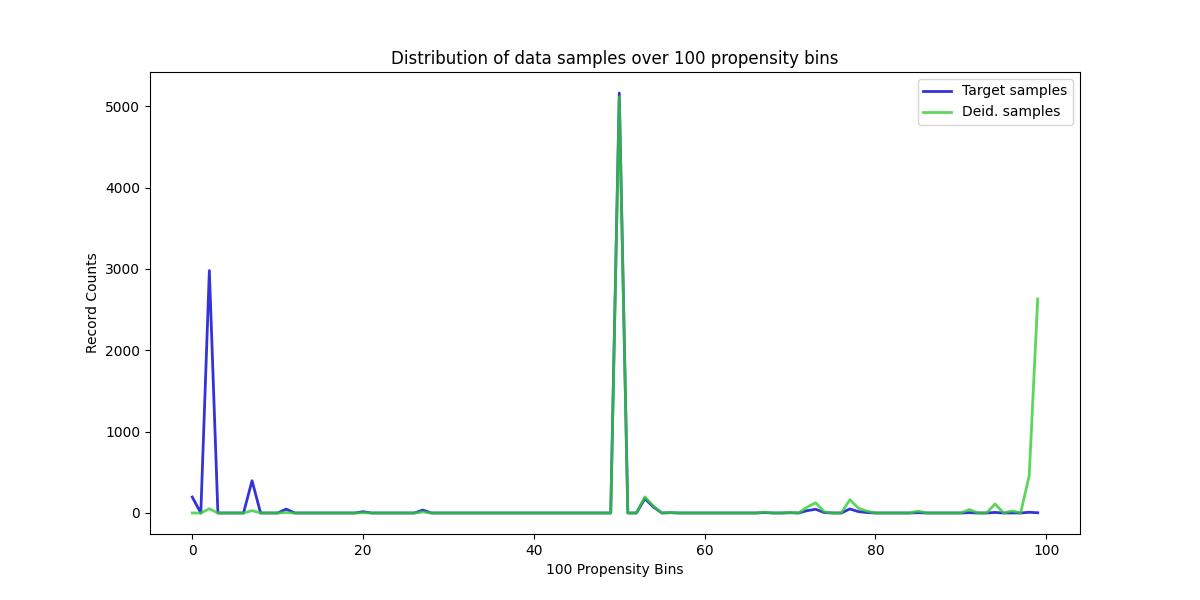 Distribution of data samples over 100 propensity bins
Target samples
Deid. samples
5000
4000
3000
2000
1000
0
Record Counts
0 20 40 60 80 100
100 Propensity Bins